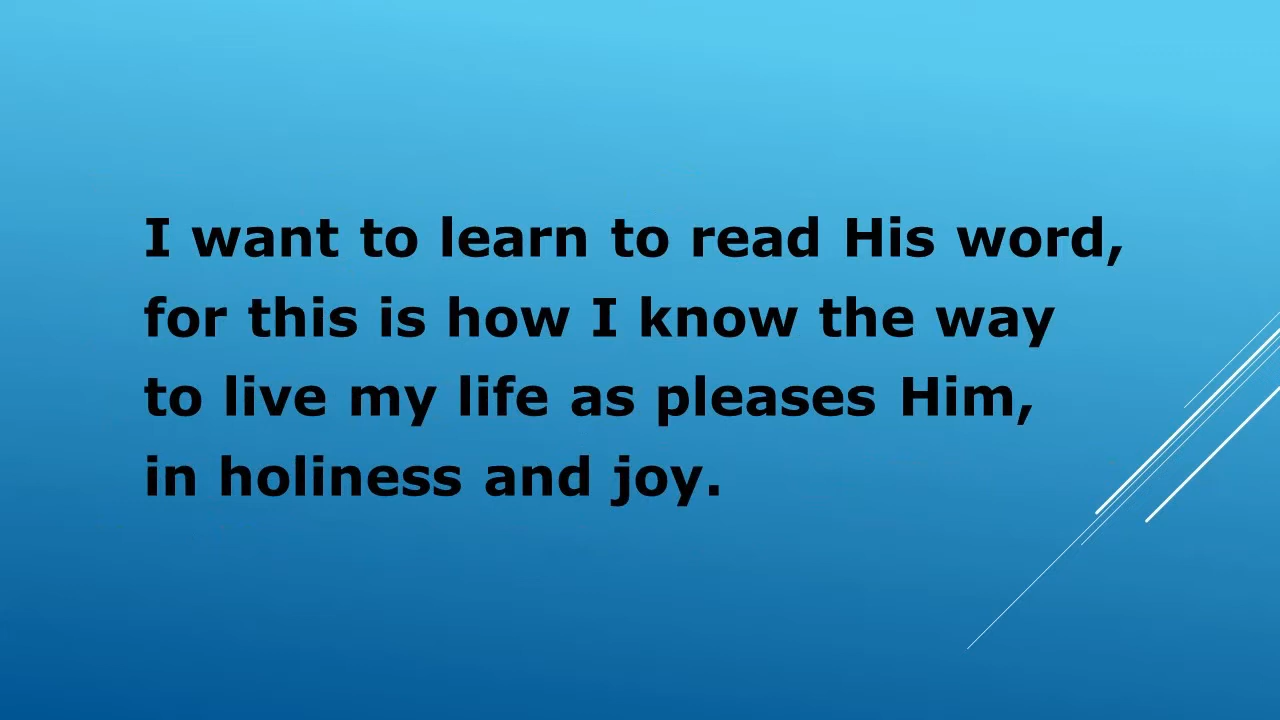 I want to learn to read His word,
for this is how I know the way
to live my life as pleases Him,
in holiness and joy.